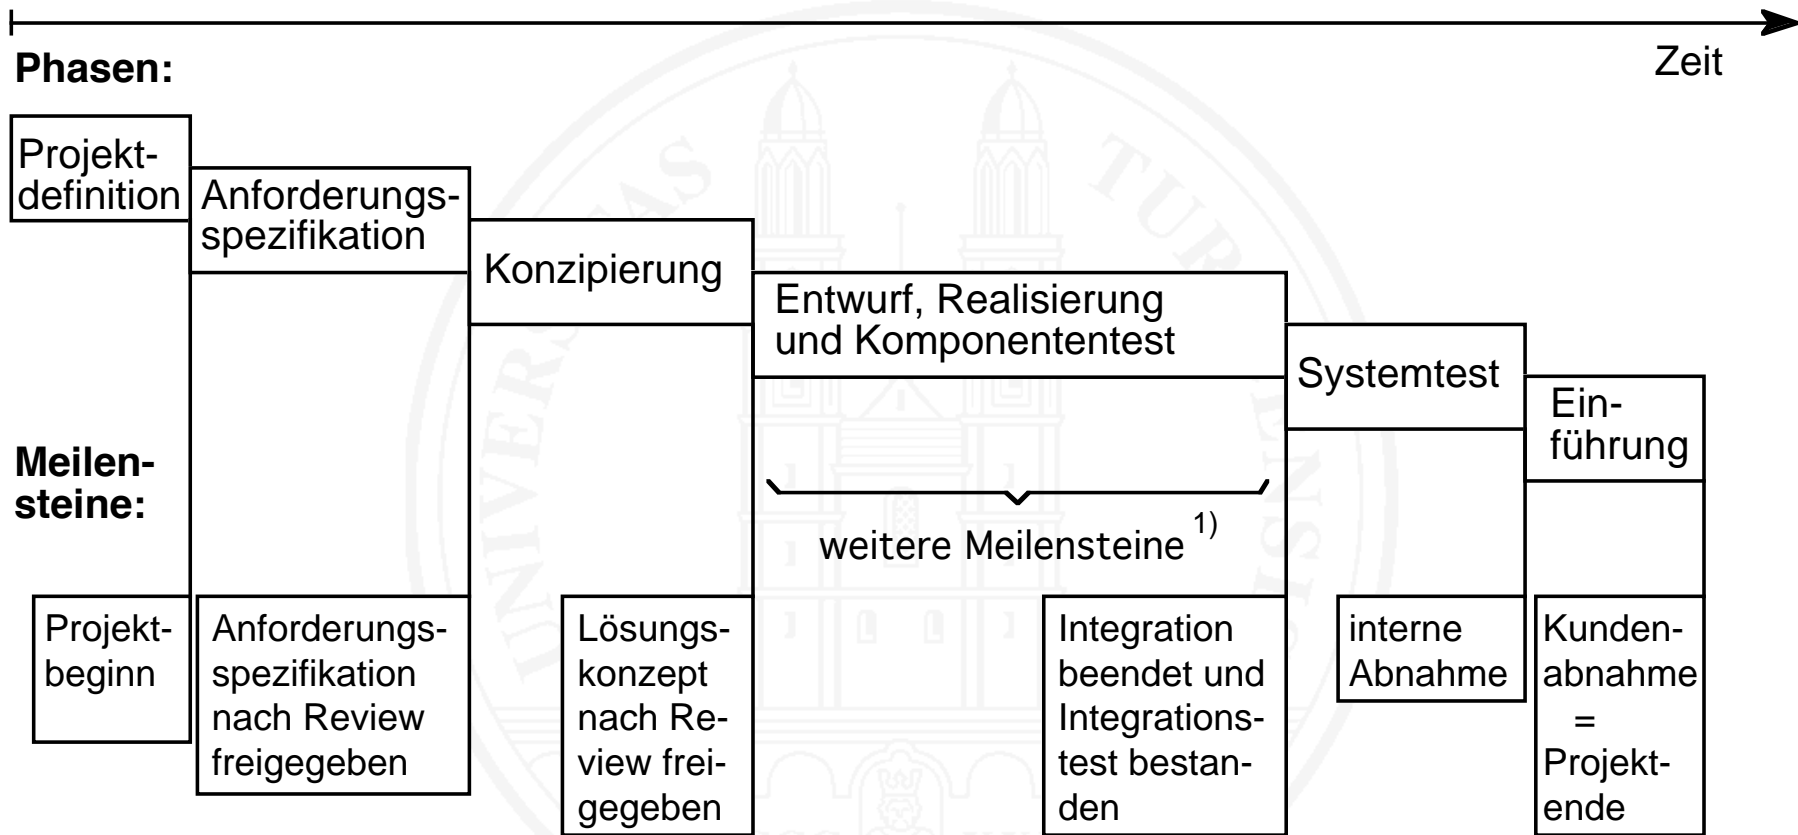 Zeit
Phasen:
Projekt-
definition
Anforderungs-
spezifikation
Konzipierung
Entwurf, Realisierung
und Komponententest
Systemtest
Ein-
führung
Meilen-
steine:
weitere Meilensteine 1)
Projekt-
beginn
Anforderungs-
spezifikation
nach Review
freigegeben
Lösungs-
konzept
nach Re-
view frei-
gegeben
Integration
beendet und
Integrations-
test bestan-
den
interne
Abnahme
Kunden-
abnahme
=
Projekt-
ende
UNIVERSITAS
TURICENSIS